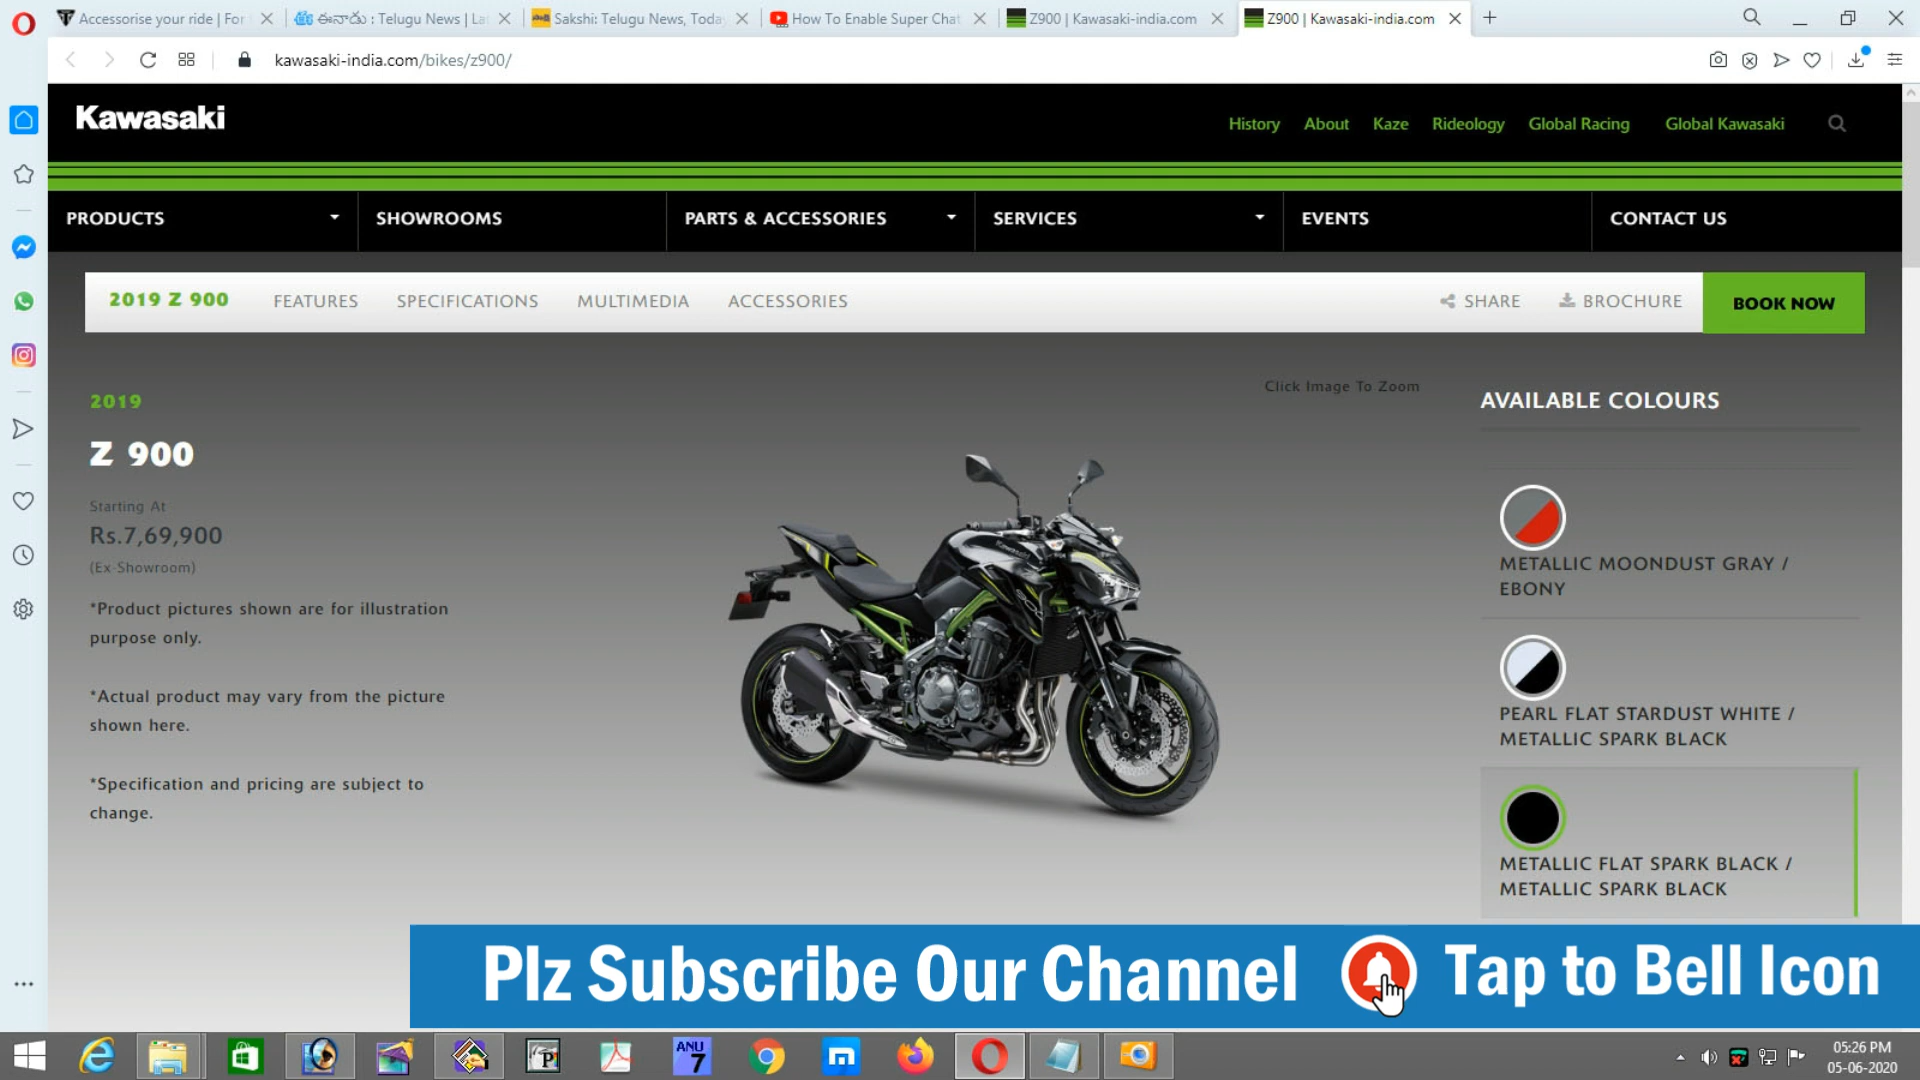 Accessorise your ride | For
ఈనాడు : Telugu News | La
Sakshi: Telugu News, Today
How To Enable Super Chat
Z900 | Kawasaki-india.com
Z900 | Kawasaki-india.com
kawasaki-india.com/bikes/z900/
Kawasaki
History About Kaze Rideology Global Racing Global Kawasaki
PRODUCTS SHOWROOMS PARTS & ACCESSORIES SERVICES EVENTS CONTACT US
2019 Z 900 FEATURES SPECIFICATIONS MULTIMEDIA ACCESSORIES SHARE BROCHURE BOOK NOW
Click Image To Zoom
2019
Z 900
Starting At
Rs.7,69,900
(Ex-Showroom)
*Product pictures shown are for illustration
purpose only.
*Actual product may vary from the picture
shown here.
*Specification and pricing are subject to
change.
AVAILABLE COLOURS
METALLIC MOONDUST GRAY /
EBONY
PEARL FLAT STARDUST WHITE /
METALLIC SPARK BLACK
METALLIC FLAT SPARK BLACK /
METALLIC SPARK BLACK
Plz Subscribe Our Channel Tap to Bell Icon
ANU
7
05:26 PM
05-06-2020